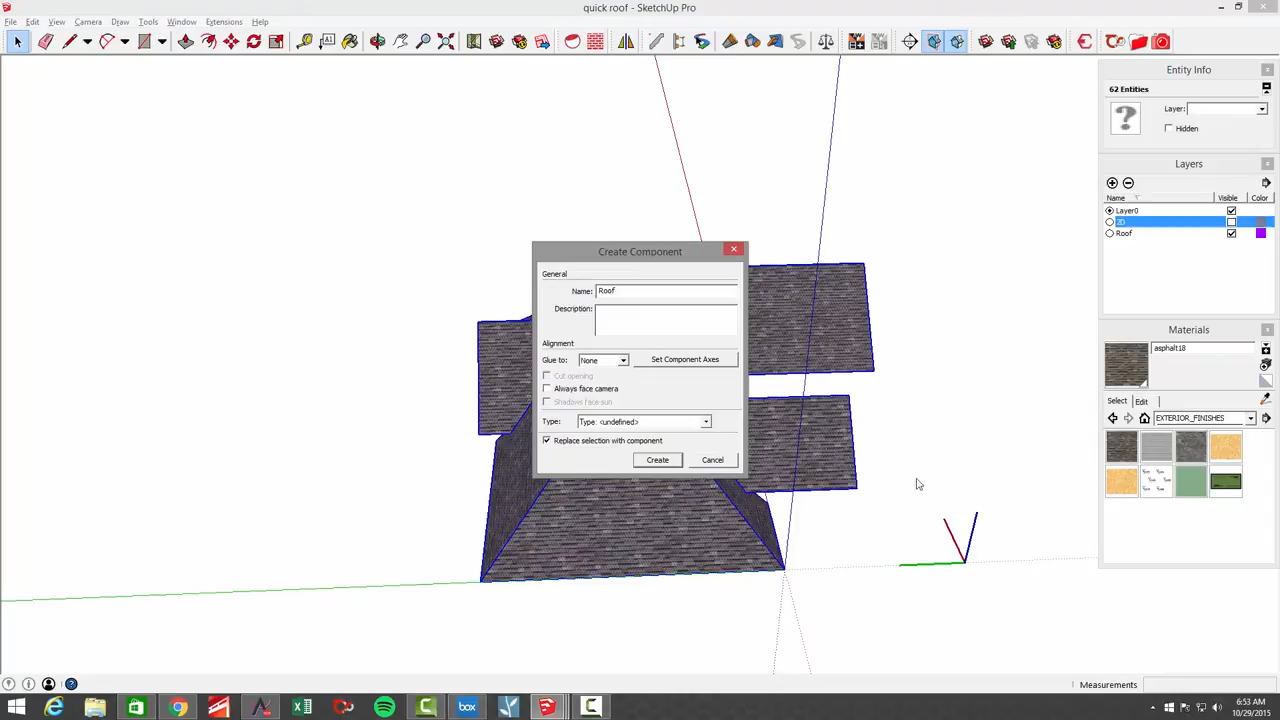 quick roof - SketchUp Pro
File Edit View Camera Draw Tools Window Extensions Help
Entity Info
62 Entities
Layer:
Hidden
Layers
Name Visible Color
Layer0
2D
Roof
Materials
asphalt18
Select Edit
EXTERIOR_FINISHES
Create Component
General
Name: Roof
Description:
Alignment
Glue to: None Set Component Axes
Cut opening
Always face camera
Shadows face sun
Type: Type: <undefined>
Replace selection with component
Create Cancel
Measurements
box
6:53 AM
10/29/2015